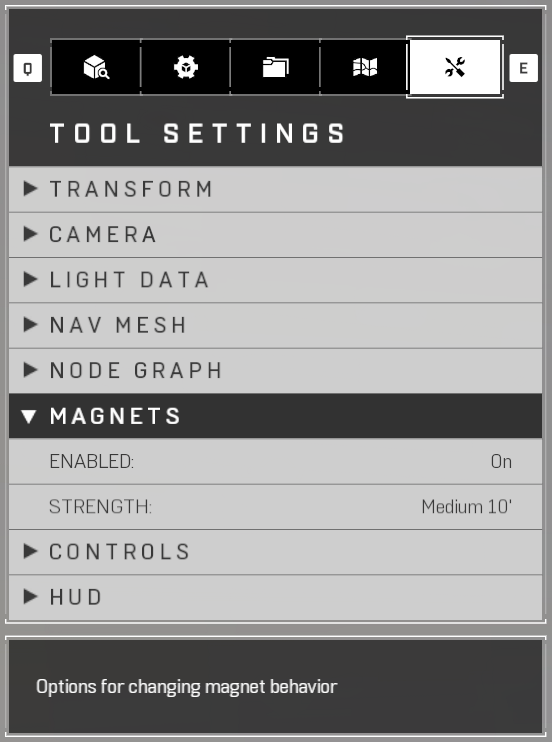 Q
E
TOOL SETTINGS
TRANSFORM
CAMERA
LIGHT DATA
NAV MESH
NODE GRAPH
MAGNETS
ENABLED: On
STRENGTH: Medium 10'
CONTROLS
HUD
Options for changing magnet behavior